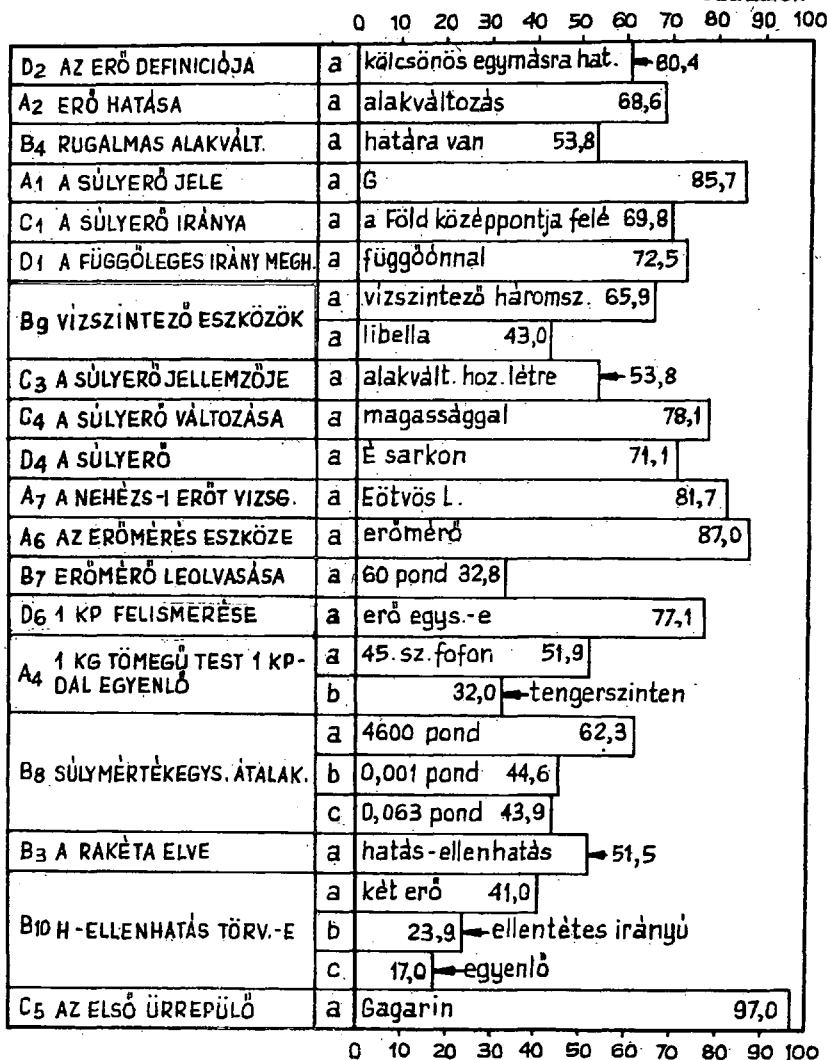 0 10 20 30 40 50 60 70 80 90 100
D2 AZ ERŐ DEFINICIÓJA a kölcsönös egymásra hat. 60,4
A2 ERŐ HATÁSA a alakváltozás 68,6
B4 RUGALMAS ALAKVÁLT. a határa van 53,8
A1 A SÚLYERŐ JELE a G 85,7
C1 A SÚLYERŐ IRÁNYA a a Föld középpontja felé 69,8
D1 A FÜGGŐLEGES IRÁNY MEGH. a függőónnal 72,5
B9 VÍZSZINTEZŐ ESZKÖZÖK a vízszintező háromsz. 65,9
a libella 43,0
C3 A SÚLYERŐ JELLEMZŐJE a alakvált. hoz. létre 53,8
C4 A SÚLYERŐ VÁLTOZÁSA a magassággal 78,1
D4 A SÚLYERŐ a É sarkon 71,1
A7 A NEHÉZS-I ERŐT VIZSG. a Eötvös L. 81,7
A6 AZ ERŐMÉRÉS ESZKÖZE a erőmérő 87,0
B7 ERŐMÉRŐ LEOLVASÁSA a 60 pond 32,8
D6 1 KP FELISMERÉSE a erő egys.-e 77,1
A4 1 KG TÖMEGŰ TEST 1 KP-
DAL EGYENLŐ
a 45. sz. fofon 51,9
b 32,0 tengerszinten
B8 SÚLYMÉRTÉKEGYS. ÁTALAK.
a 4600 pond 62,3
b 0,001 pond 44,6
c 0,063 pond 43,9
B3 A RAKÉTA ELVE a hatás-ellenhatás 51,5
B10 H-ELLENHATÁS TÖRV.-E
a két erő 41,0
b 23,9 ellentétes irányú
c 17,0 egyenlő
C5 AZ ELSŐ ŰRREPÜLŐ a Gagarin 97,0
0 10 20 30 40 50 60 70 80 90 100